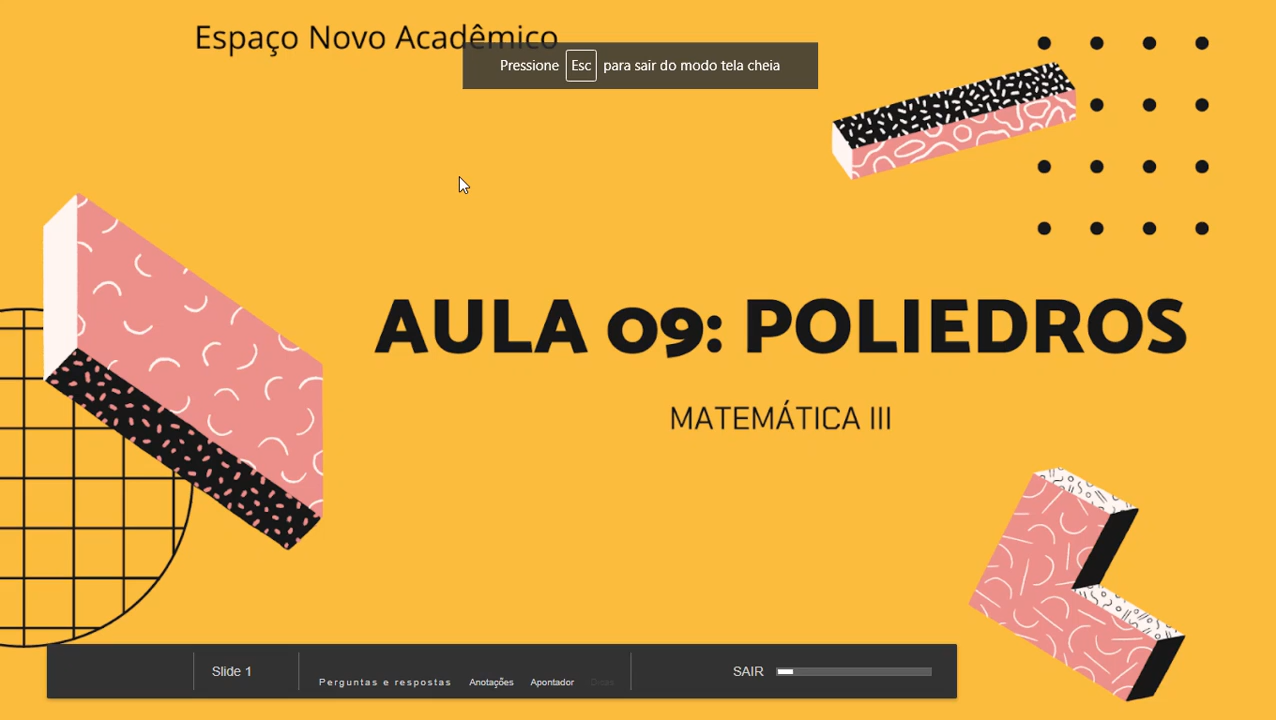 Espaço Novo Acadêmico
Pressione Esc para sair do modo tela cheia
AULA 09: POLIEDROS
MATEMÁTICA III
Slide 1
Perguntas e respostas
Anotações
Apontador
SAIR